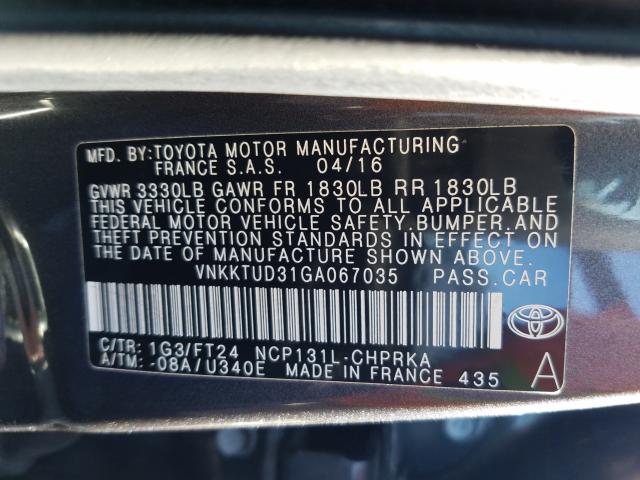 MFD. BY:TOYOTA MOTOR MANUFACTURING
FRANCE S.A.S. 04/16
GVWR 3330LB GAWR FR 1830LB RR 1830LB
THIS VEHICLE CONFORMS TO ALL APPLICABLE
FEDERAL MOTOR VEHICLE SAFETY,BUMPER,AND
THEFT PREVENTION STANDARDS IN EFFECT ON
THE DATE OF MANUFACTURE SHOWN ABOVE.
VNKKTUD31GA067035 PASS.CAR
C/TR: 1G3/FT24 NCP131L-CHPRKA
A/TM: -08A/U340E MADE IN FRANCE 435
A